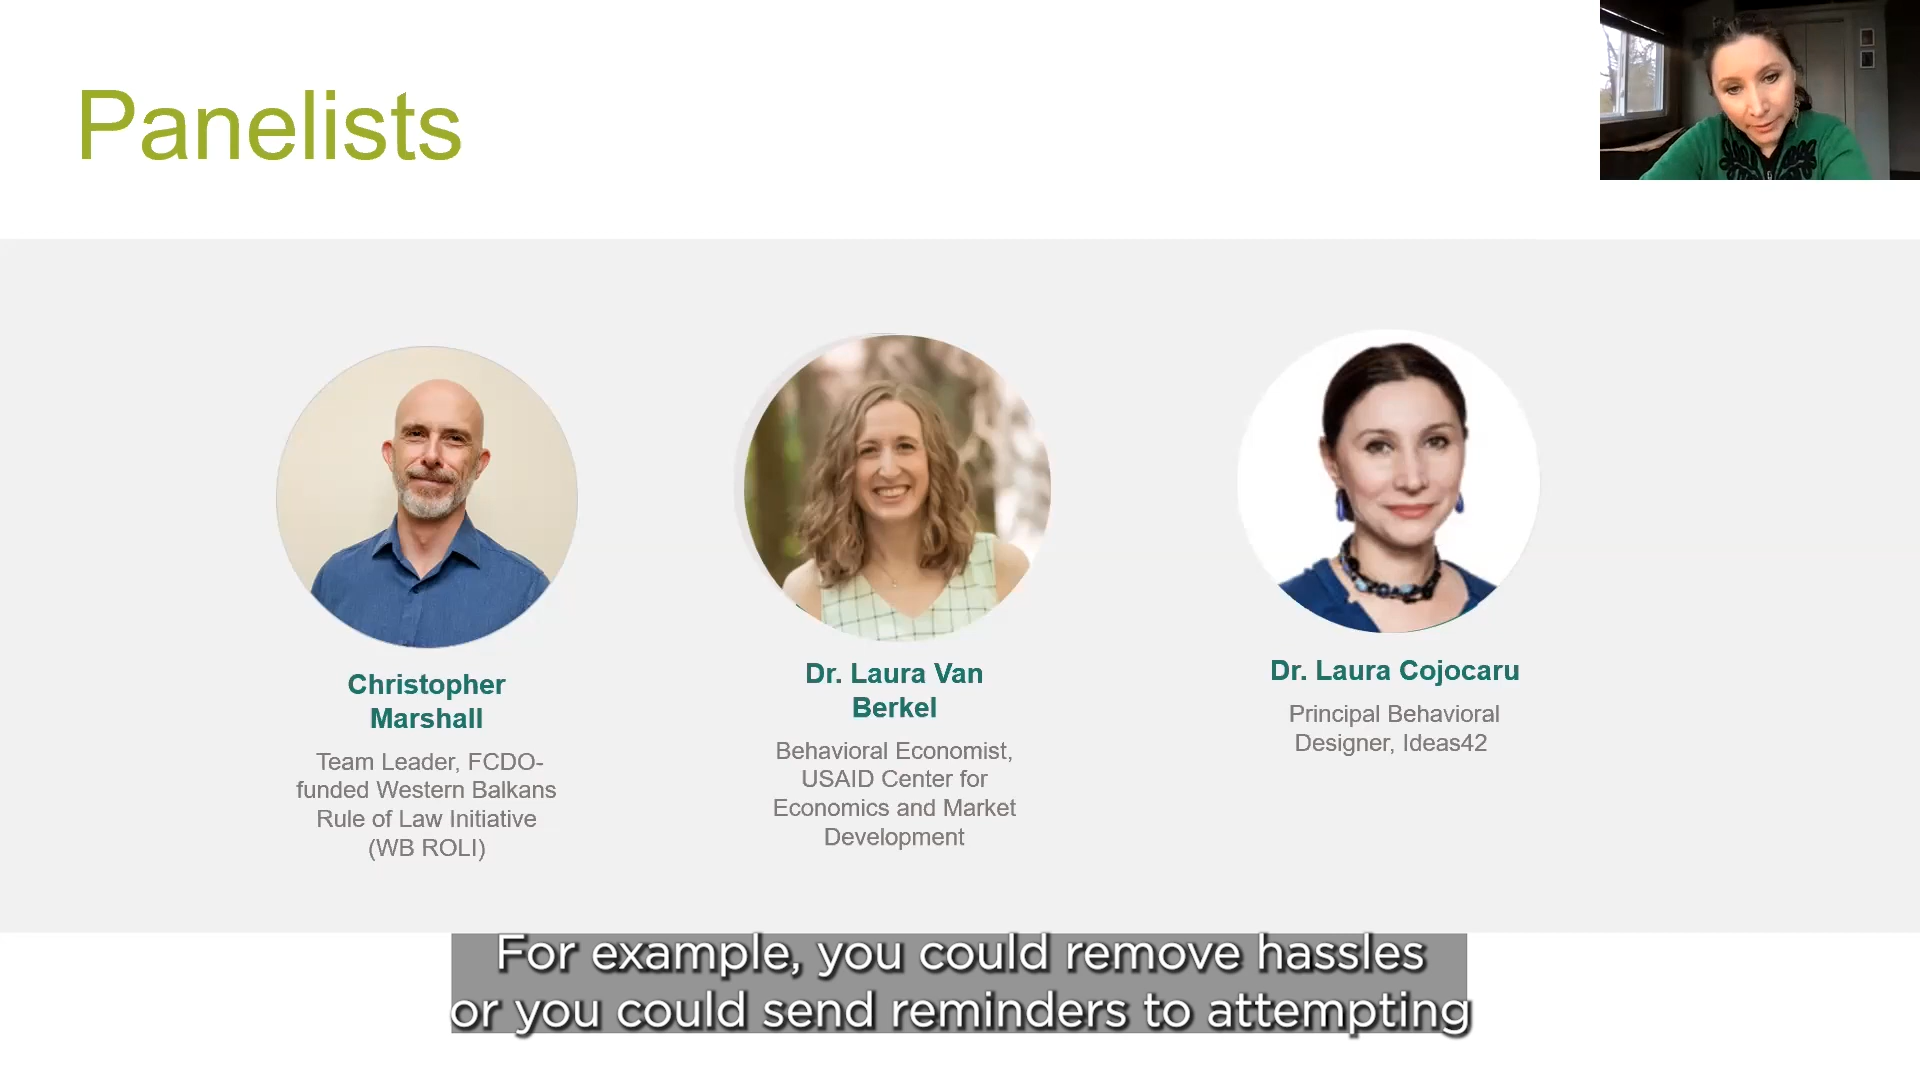 Panelists
Christopher
Marshall
Team Leader, FCDO-
funded Western Balkans
Rule of Law Initiative
(WB ROLI)
Dr. Laura Van
Berkel
Behavioral Economist,
USAID Center for
Economics and Market
Development
Dr. Laura Cojocaru
Principal Behavioral
Designer, Ideas42
For example, you could remove hassles
or you could send reminders to attempting